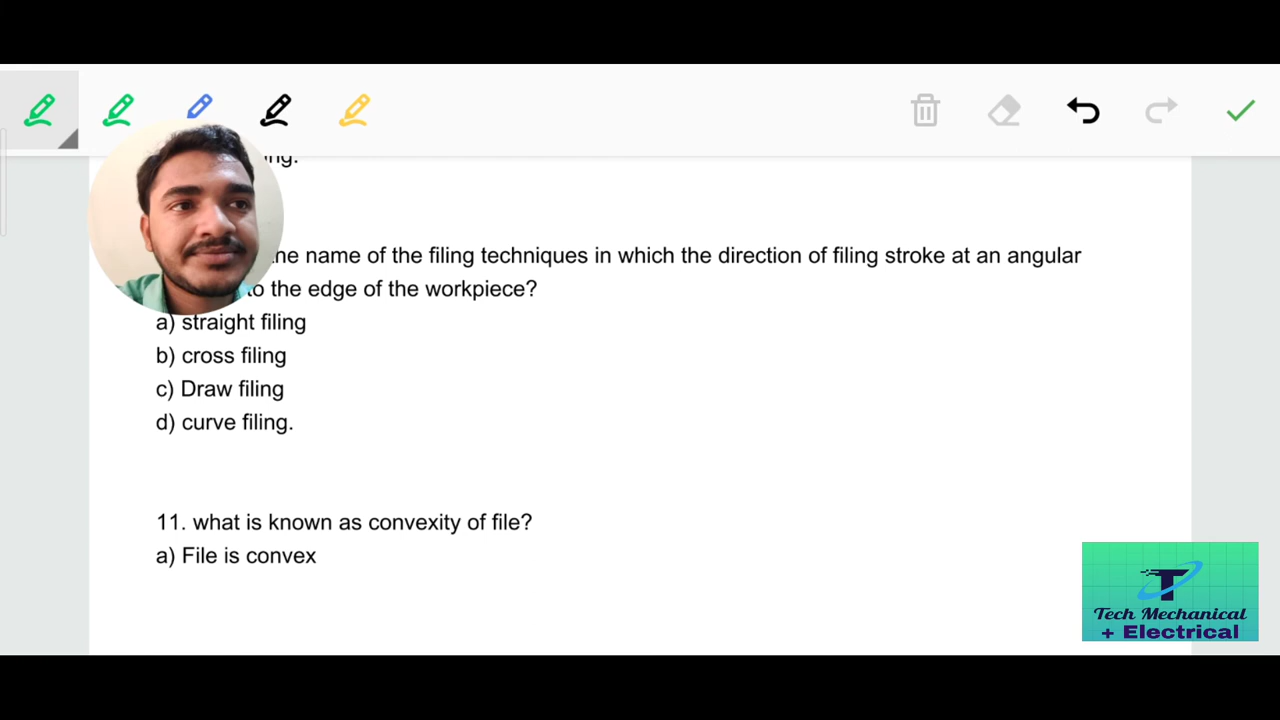 ing.
the name of the filing techniques in which the direction of filing stroke at an angular
to the edge of the workpiece?
a) straight filing
b) cross filing
c) Draw filing
d) curve filing.
11. what is known as convexity of file?
a) File is convex
T
Tech Mechanical
+ Electrical